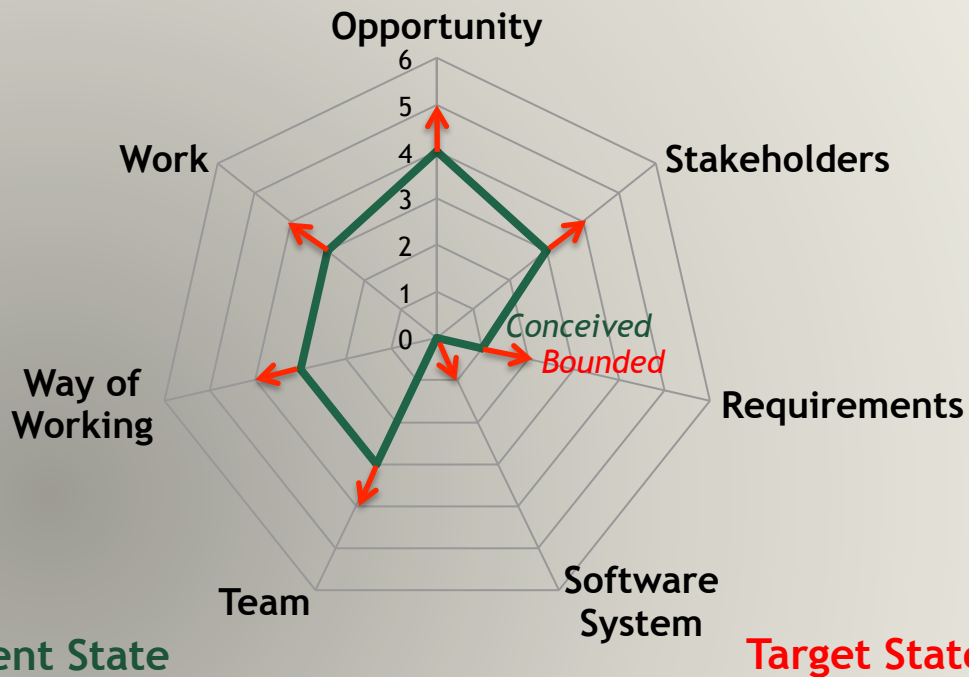 Opportunity
6
5
4
3
2
1
0
Work
Stakeholders
Conceived
Bounded
Way of
Working
Requirements
Team
Software
System
ent State
Target State